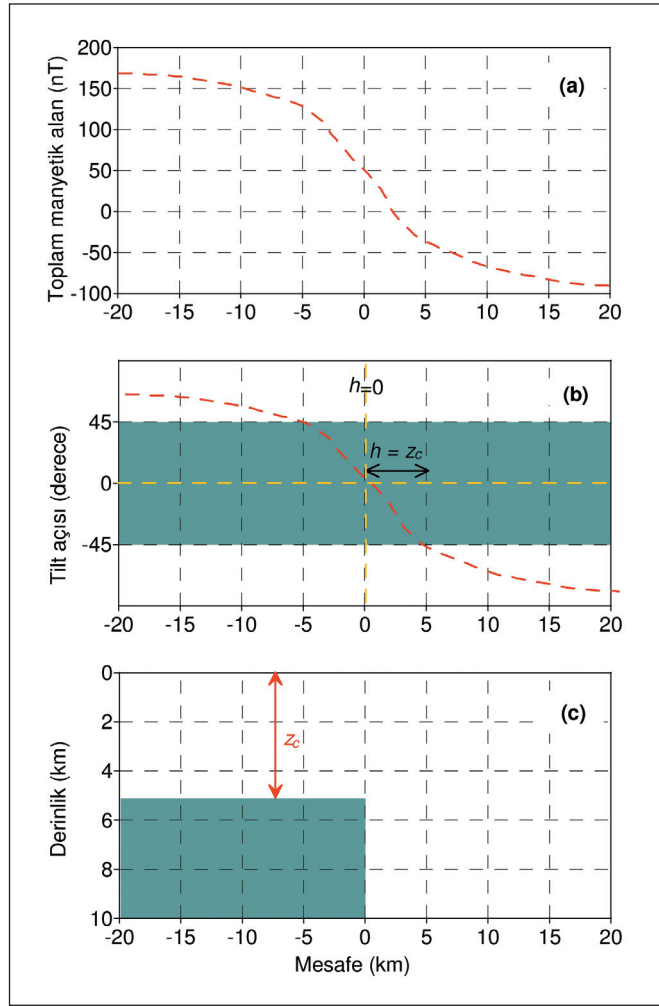 (a)
Toplam manyetik alan (nT)
200
150
100
50
0
-50
-100
-20 -15 -10 -5 0 5 10 15 20
(b)
h=0
h = zc
Tilt açısı (derece)
45
0
-45
-20 -15 -10 -5 0 5 10 15 20
(c)
zc
Derinlik (km)
0
2
4
6
8
10
-20 -15 -10 -5 0 5 10 15 20
Mesafe (km)